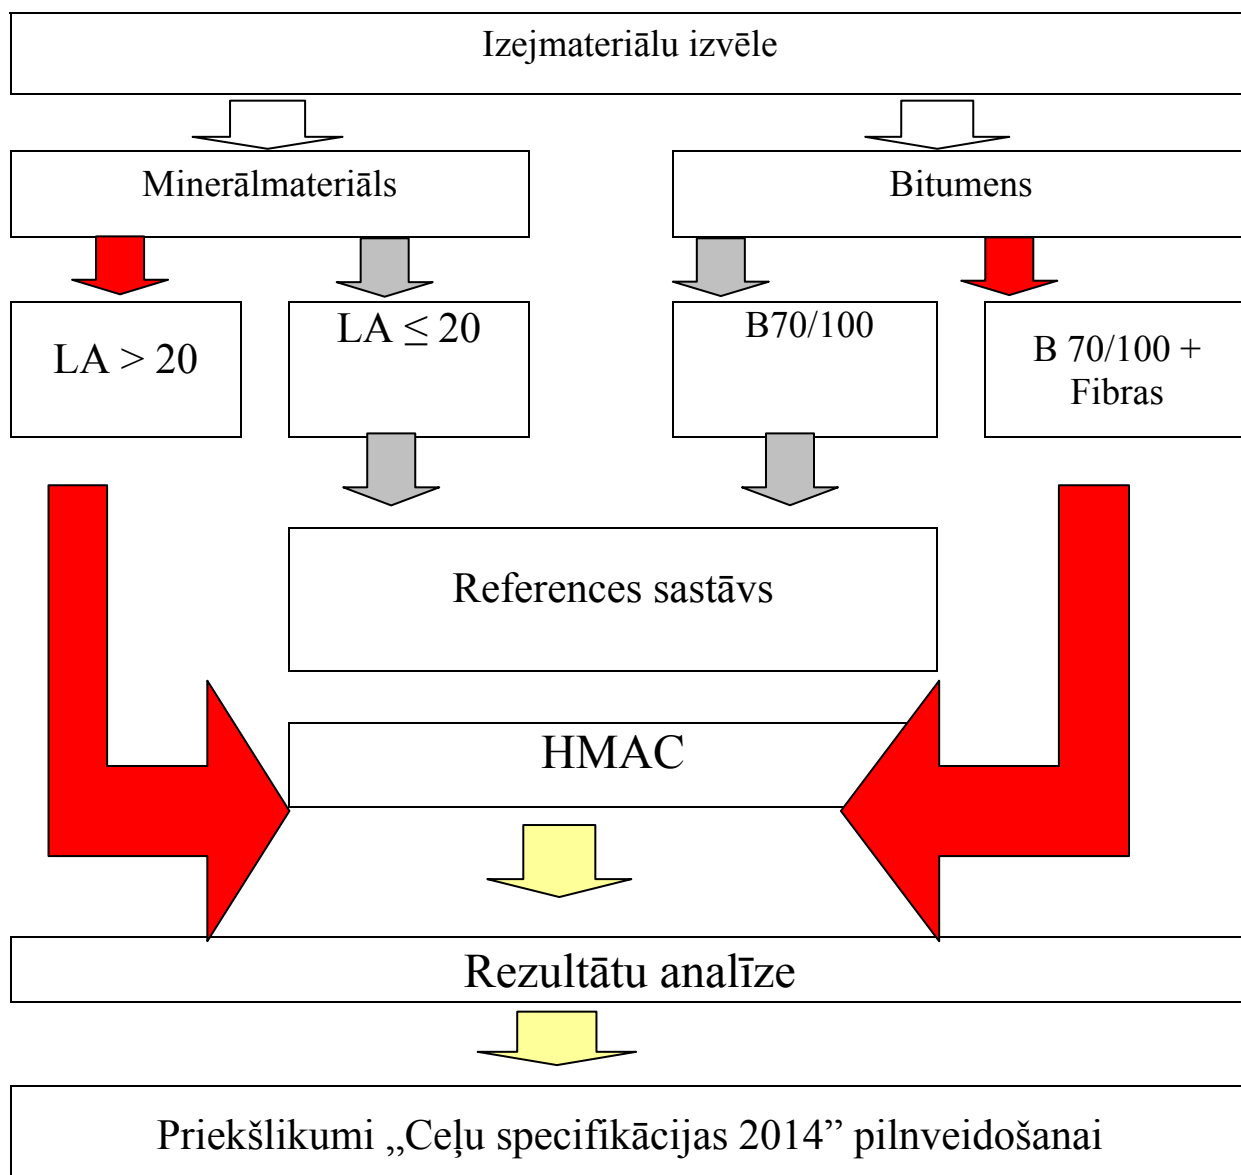 Izejmateriālu izvēle
Minerālmateriāls
Bitumens
LA > 20
LA ≤ 20
B70/100
B 70/100 +
Fibras
References sastāvs
HMAC
Rezultātu analīze
Priekšlikumi „Ceļu specifikācijas 2014” pilnveidošanai